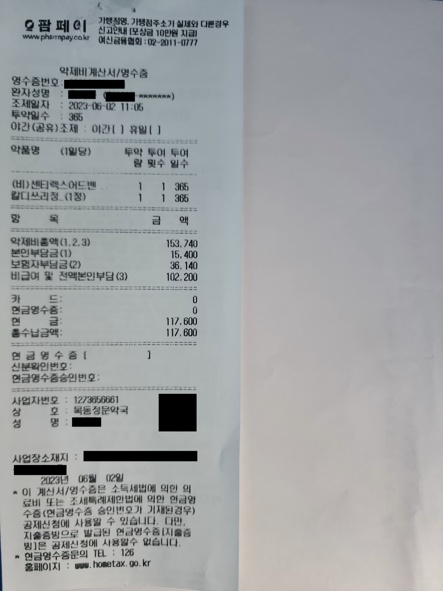 팜페이
www.pharmpay.co.kr
가맹점명, 가맹점주소가 실제와 다른경우
신고안내 (포상금 10만원 지급)
여신금융협회 : 02-2011-0777
약제비계산서/영수증
영수증번호:
환자성명 : ( -*******)
조제일자 : 2023-06-02 11:05
투약일수 : 365
야간(공휴)조제 : 야간[ ] 휴일[ ]
약품명 (1일당) 투약 투여 투여
량 횟수 일수
(비)센티렉스어드밴 1 1 365
칼디쓰리정_(1정) 1 1 365
항 목 금 액
약제비총액(1,2,3) 153,740
본인부담금(1) 15,400
보험자부담금(2) 36,140
비급여 및 전액본인부담(3) 102,200
카 드: 0
현금영수증: 0
현 금: 117,600
총수납금액: 117,600
현 금 영 수 증 [ ]
신분확인번호:
현금영수증승인번호:
사업자번호 : 1273656661
상 호 : 목동정문약국
성 명 :
사업장소재지 :
2023년 06월 02일
* 이 계산서/영수증은 소득세법에 의한 의
료비 또는 조세특례제한법에 의한 현금영
수증(현금영수증 승인번호가 기재된경우)
공제신청에 사용할 수 있습니다. 다만,
지출증빙으로 발급된 현금영수증[지출증
빙]은 공제신청에 사용할수 없습니다.
* 현금영수증문의 TEL : 126
홈페이지 : www.hometax.go.kr